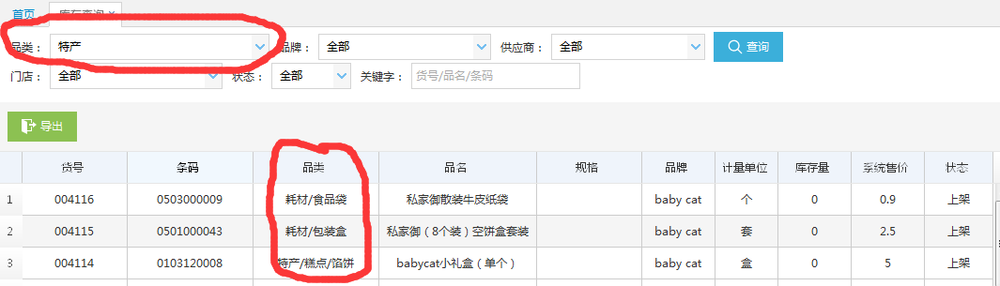 首页 库存查询 ×
品类： 特产 品牌： 全部 供应商： 全部 查询
门店： 全部 状态： 全部 关键字： 货号/品名/条码
导出
货号 条码 品类 品名 规格 品牌 计量单位 库存量 系统售价 状态
1 004116 0503000009 耗材/食品袋 私家御散装牛皮纸袋 baby cat 个 0 0.9 上架
2 004115 0501000043 耗材/包装盒 私家御（8个装）空饼盒套装 baby cat 套 0 2.5 上架
3 004114 0103120008 特产/糕点/馅饼 babycat小礼盒（单个） baby cat 盒 0 5 上架